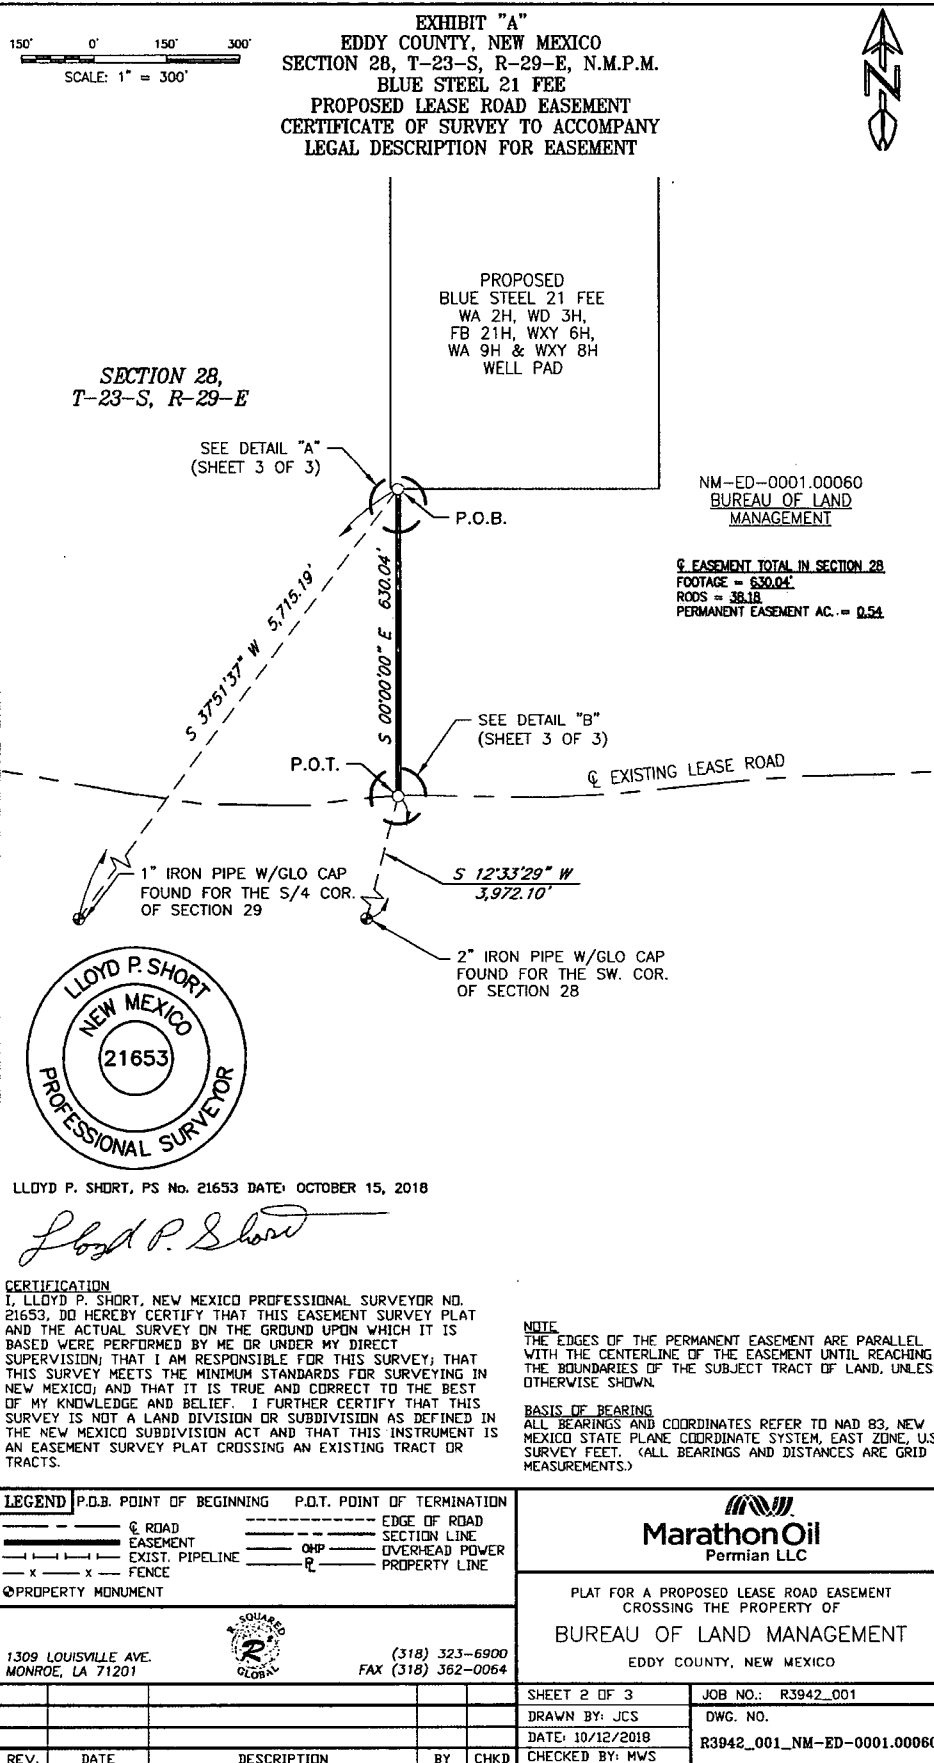 EXHIBIT "A"
EDDY COUNTY, NEW MEXICO
SECTION 28, T-23-S, R-29-E, N.M.P.M.
BLUE STEEL 21 FEE
PROPOSED LEASE ROAD EASEMENT
CERTIFICATE OF SURVEY TO ACCOMPANY
LEGAL DESCRIPTION FOR EASEMENT
150' 0' 150' 300'
SCALE: 1" = 300'
N
PROPOSED
BLUE STEEL 21 FEE
WA 2H, WD 3H,
FB 21H, WXY 6H,
WA 9H & WXY 8H
WELL PAD
SECTION 28,
T-23-S, R-29-E
SEE DETAIL "A"
(SHEET 3 OF 3)
P.O.B.
NM-ED-0001.00060
BUREAU OF LAND
MANAGEMENT
℄ EASEMENT TOTAL IN SECTION 28
FOOTAGE = 630.04'
RODS = 38.18
PERMANENT EASEMENT AC. = 0.54
S 37°51'37" W 5,715.19'
S 00°00'00" E 630.04'
SEE DETAIL "B"
(SHEET 3 OF 3)
P.O.T.
℄ EXISTING LEASE ROAD
1" IRON PIPE W/GLO CAP
FOUND FOR THE S/4 COR.
OF SECTION 29
S 12°33'29" W
3,972.10'
2" IRON PIPE W/GLO CAP
FOUND FOR THE SW. COR.
OF SECTION 28
LLOYD P. SHORT
NEW MEXICO
21653
PROFESSIONAL SURVEYOR
LLOYD P. SHORT, PS No. 21653 DATE: OCTOBER 15, 2018
Lloyd P. Short
CERTIFICATION
I, LLOYD P. SHORT, NEW MEXICO PROFESSIONAL SURVEYOR NO.
21653, DO HEREBY CERTIFY THAT THIS EASEMENT SURVEY PLAT
AND THE ACTUAL SURVEY ON THE GROUND UPON WHICH IT IS
BASED WERE PERFORMED BY ME OR UNDER MY DIRECT
SUPERVISION; THAT I AM RESPONSIBLE FOR THIS SURVEY; THAT
THIS SURVEY MEETS THE MINIMUM STANDARDS FOR SURVEYING IN
NEW MEXICO; AND THAT IT IS TRUE AND CORRECT TO THE BEST
OF MY KNOWLEDGE AND BELIEF. I FURTHER CERTIFY THAT THIS
SURVEY IS NOT A LAND DIVISION OR SUBDIVISION AS DEFINED IN
THE NEW MEXICO SUBDIVISION ACT AND THAT THIS INSTRUMENT IS
AN EASEMENT SURVEY PLAT CROSSING AN EXISTING TRACT OR
TRACTS.
NOTE
THE EDGES OF THE PERMANENT EASEMENT ARE PARALLEL
WITH THE CENTERLINE OF THE EASEMENT UNTIL REACHING
THE BOUNDARIES OF THE SUBJECT TRACT OF LAND, UNLES
OTHERWISE SHOWN.
BASIS OF BEARING
ALL BEARINGS AND COORDINATES REFER TO NAD 83, NEW
MEXICO STATE PLANE COORDINATE SYSTEM, EAST ZONE, U.S
SURVEY FEET. (ALL BEARINGS AND DISTANCES ARE GRID
MEASUREMENTS.)
LEGEND P.O.B. POINT OF BEGINNING P.O.T. POINT OF TERMINATION
℄ ROAD
EASEMENT
EXIST. PIPELINE
x x FENCE
EDGE OF ROAD
SECTION LINE
OHP OVERHEAD POWER
℄ PROPERTY LINE
PROPERTY MONUMENT
1309 LOUISVILLE AVE.
MONROE, LA 71201
R-SQUARED
R
GLOBAL
(318) 323-6900
FAX (318) 362-0064
MarathonOil
Permian LLC
PLAT FOR A PROPOSED LEASE ROAD EASEMENT
CROSSING THE PROPERTY OF
BUREAU OF LAND MANAGEMENT
EDDY COUNTY, NEW MEXICO
SHEET 2 OF 3
DRAWN BY: JCS
DATE: 10/12/2018
CHECKED BY: MWS
JOB NO.: R3942_001
DWG. NO.
R3942_001_NM-ED-0001.00060
REV. DATE DESCRIPTION BY CHKD